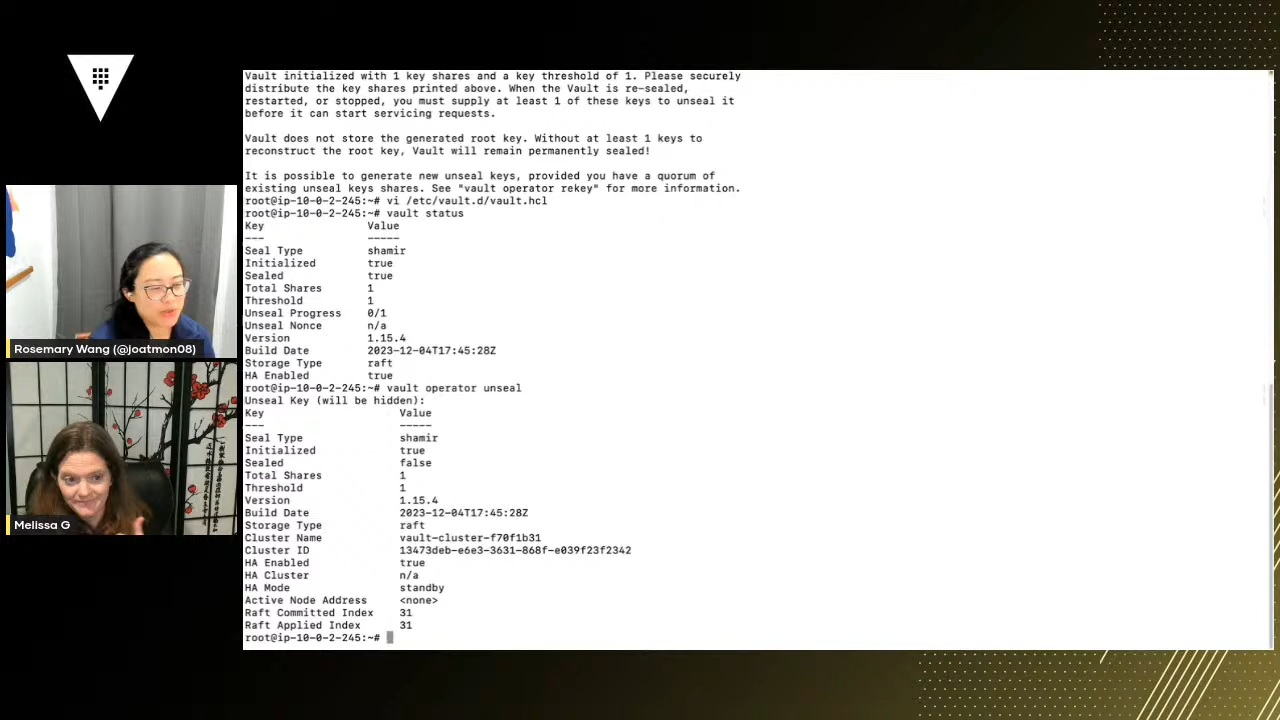 Vault initialized with 1 key shares and a key threshold of 1. Please securely
distribute the key shares printed above. When the Vault is re-sealed,
restarted, or stopped, you must supply at least 1 of these keys to unseal it
before it can start servicing requests.
Vault does not store the generated root key. Without at least 1 keys to
reconstruct the root key, Vault will remain permanently sealed!
It is possible to generate new unseal keys, provided you have a quorum of
existing unseal keys shares. See "vault operator rekey" for more information.
root@ip-10-0-2-245:~# vi /etc/vault.d/vault.hcl
root@ip-10-0-2-245:~# vault status
Key Value
--- -----
Seal Type shamir
Initialized true
Sealed true
Total Shares 1
Threshold 1
Unseal Progress 0/1
Unseal Nonce n/a
Version 1.15.4
Build Date 2023-12-04T17:45:28Z
Storage Type raft
HA Enabled true
root@ip-10-0-2-245:~# vault operator unseal
Unseal Key (will be hidden):
Key Value
--- -----
Seal Type shamir
Initialized true
Sealed false
Total Shares 1
Threshold 1
Version 1.15.4
Build Date 2023-12-04T17:45:28Z
Storage Type raft
Cluster Name vault-cluster-f70f1b31
Cluster ID 13473deb-e6e3-3631-868f-e039f23f2342
HA Enabled true
HA Cluster n/a
HA Mode standby
Active Node Address <none>
Raft Committed Index 31
Raft Applied Index 31
root@ip-10-0-2-245:~#
Rosemary Wang (@joatmon08)
Melissa G